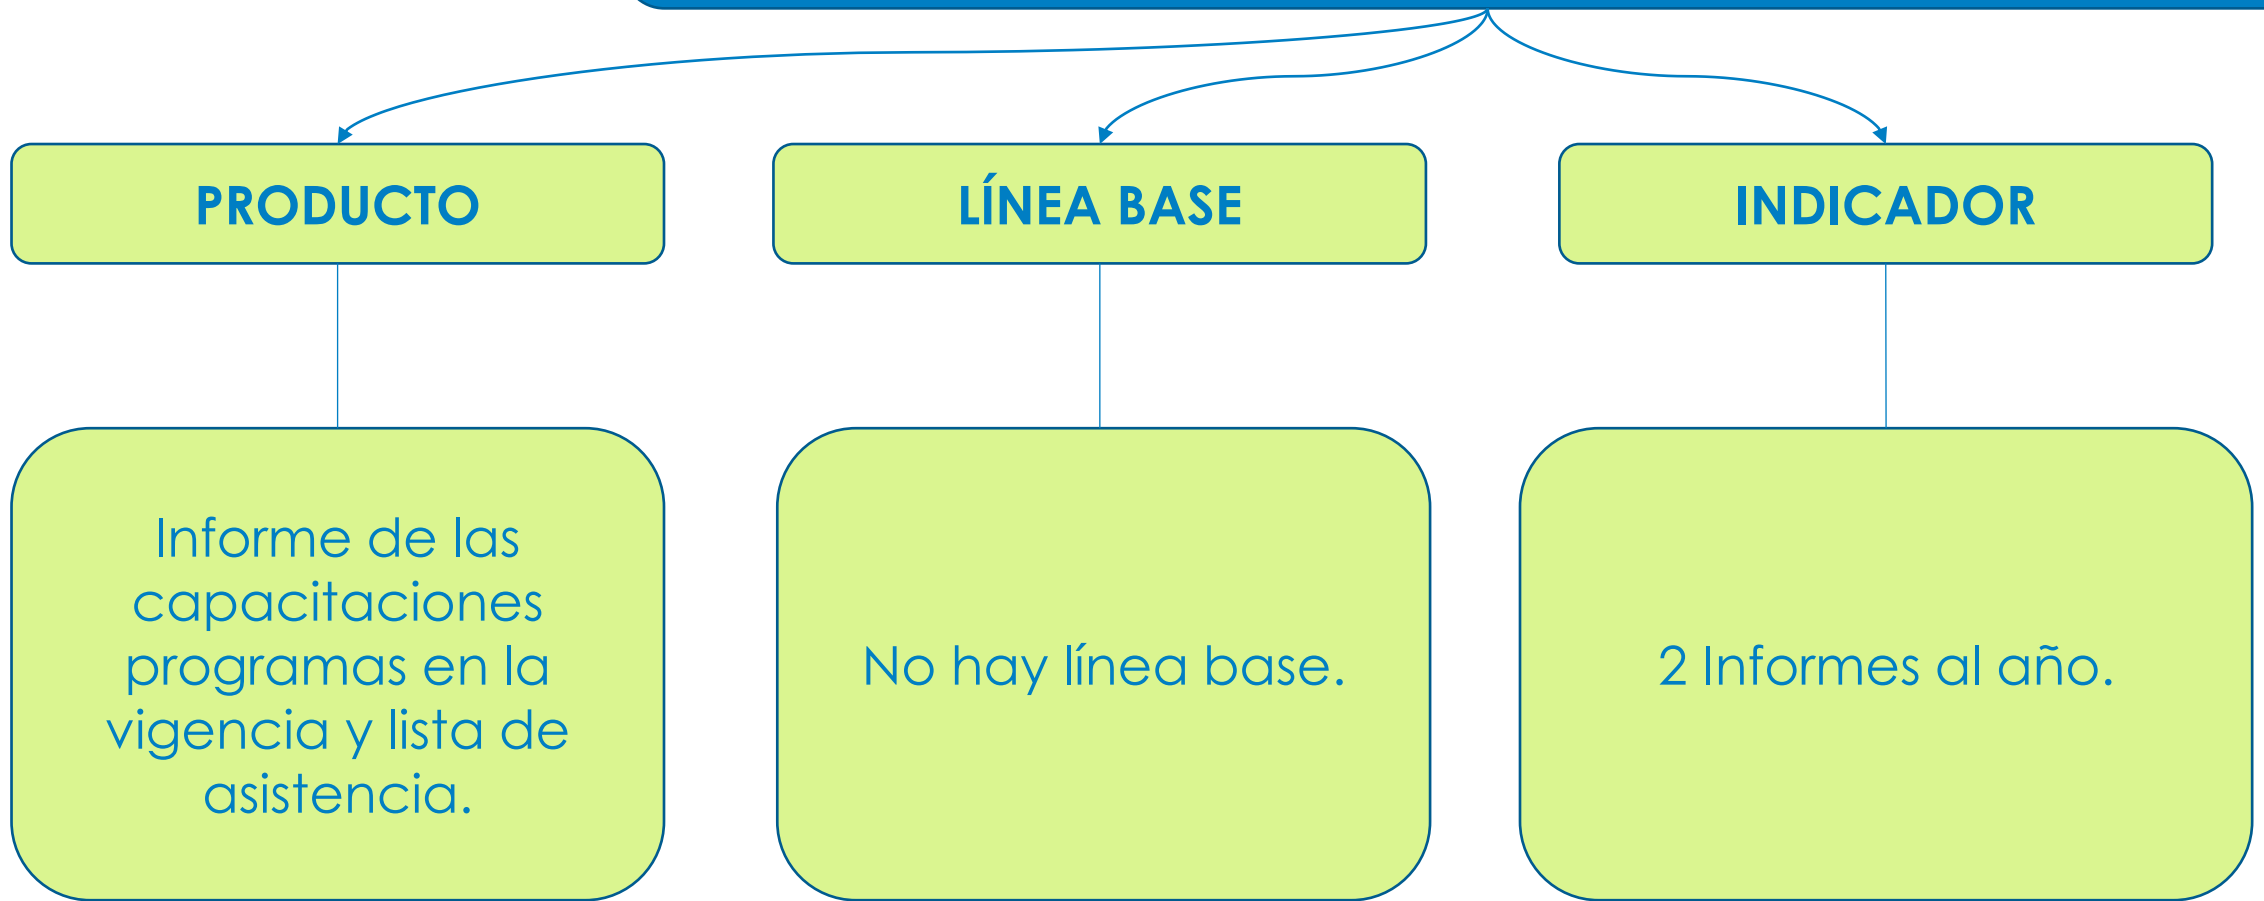 PRODUCTO
LÍNEA BASE
INDICADOR
Informe de las
capacitaciones
programas en la
vigencia y lista de
asistencia.
No hay línea base.
2 Informes al año.